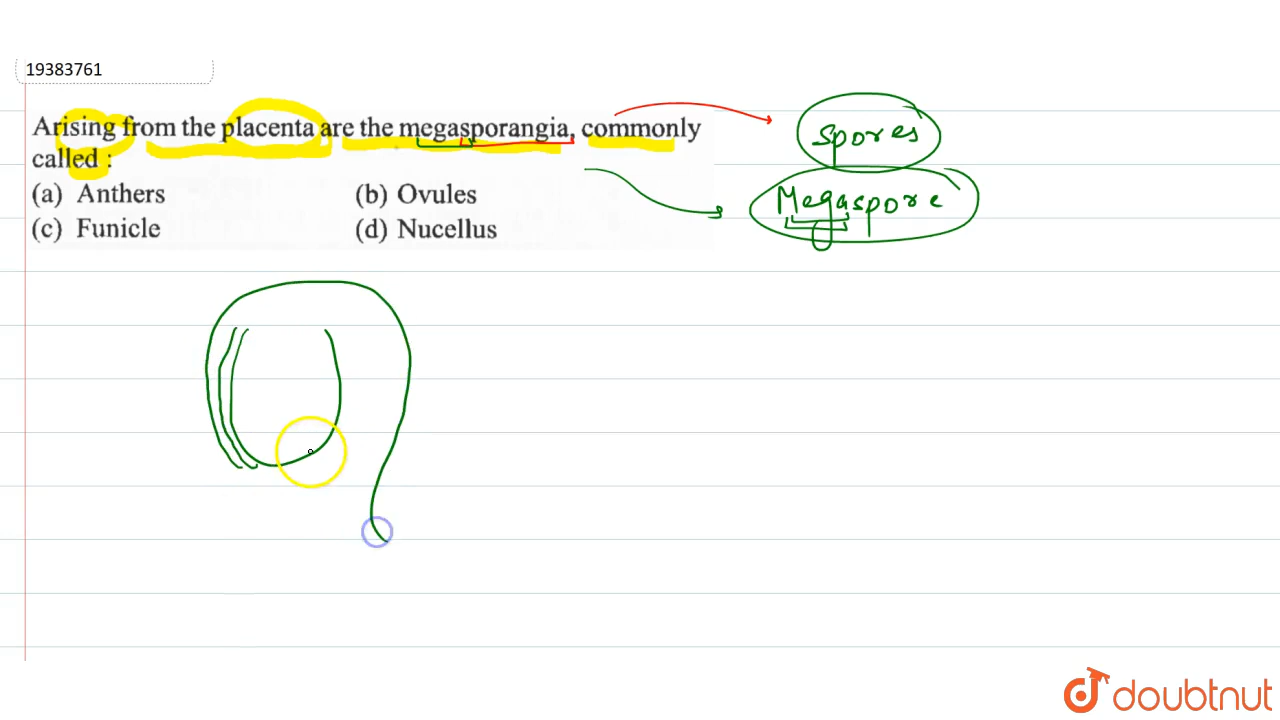 19383761
Arising from the placenta are the megasporangia, commonly
called :
(a) Anthers (b) Ovules
(c) Funicle (d) Nucellus
Spores
Megaspore
doubtnut